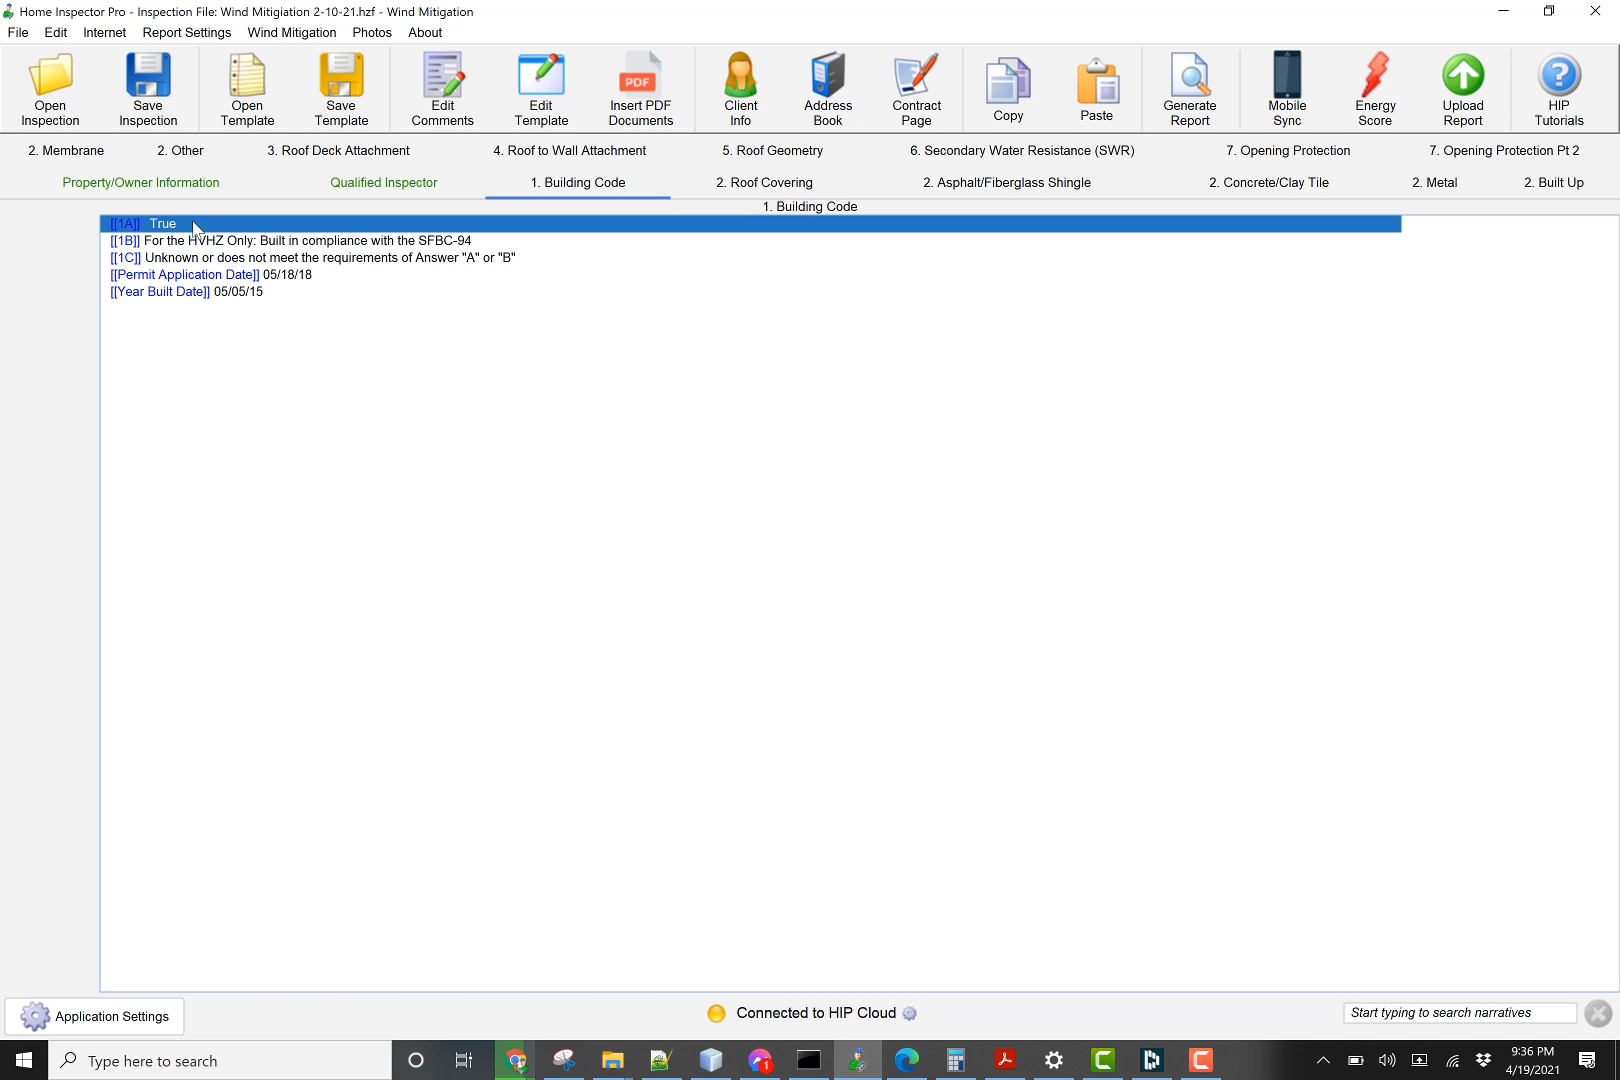 Home Inspector Pro - Inspection File: Wind Mitigiation 2-10-21.hzf - Wind Mitigation
File Edit Internet Report Settings Wind Mitigation Photos About
Open Inspection
Save Inspection
Open Template
Save Template
Edit Comments
Edit Template
Insert PDF Documents
PDF
Client Info
Address Book
Contract Page
Copy
Paste
Generate Report
Mobile Sync
Energy Score
Upload Report
HIP Tutorials
2. Membrane 2. Other 3. Roof Deck Attachment 4. Roof to Wall Attachment 5. Roof Geometry 6. Secondary Water Resistance (SWR) 7. Opening Protection 7. Opening Protection Pt 2
Property/Owner Information Qualified Inspector 1. Building Code 2. Roof Covering 2. Asphalt/Fiberglass Shingle 2. Concrete/Clay Tile 2. Metal 2. Built Up
1. Building Code
[[1A]] True
[[1B]] For the HVHZ Only: Built in compliance with the SFBC-94
[[1C]] Unknown or does not meet the requirements of Answer "A" or "B"
[[Permit Application Date]] 05/18/18
[[Year Built Date]] 05/05/15
Application Settings
Connected to HIP Cloud
Start typing to search narratives
Type here to search
1
9:36 PM
4/19/2021